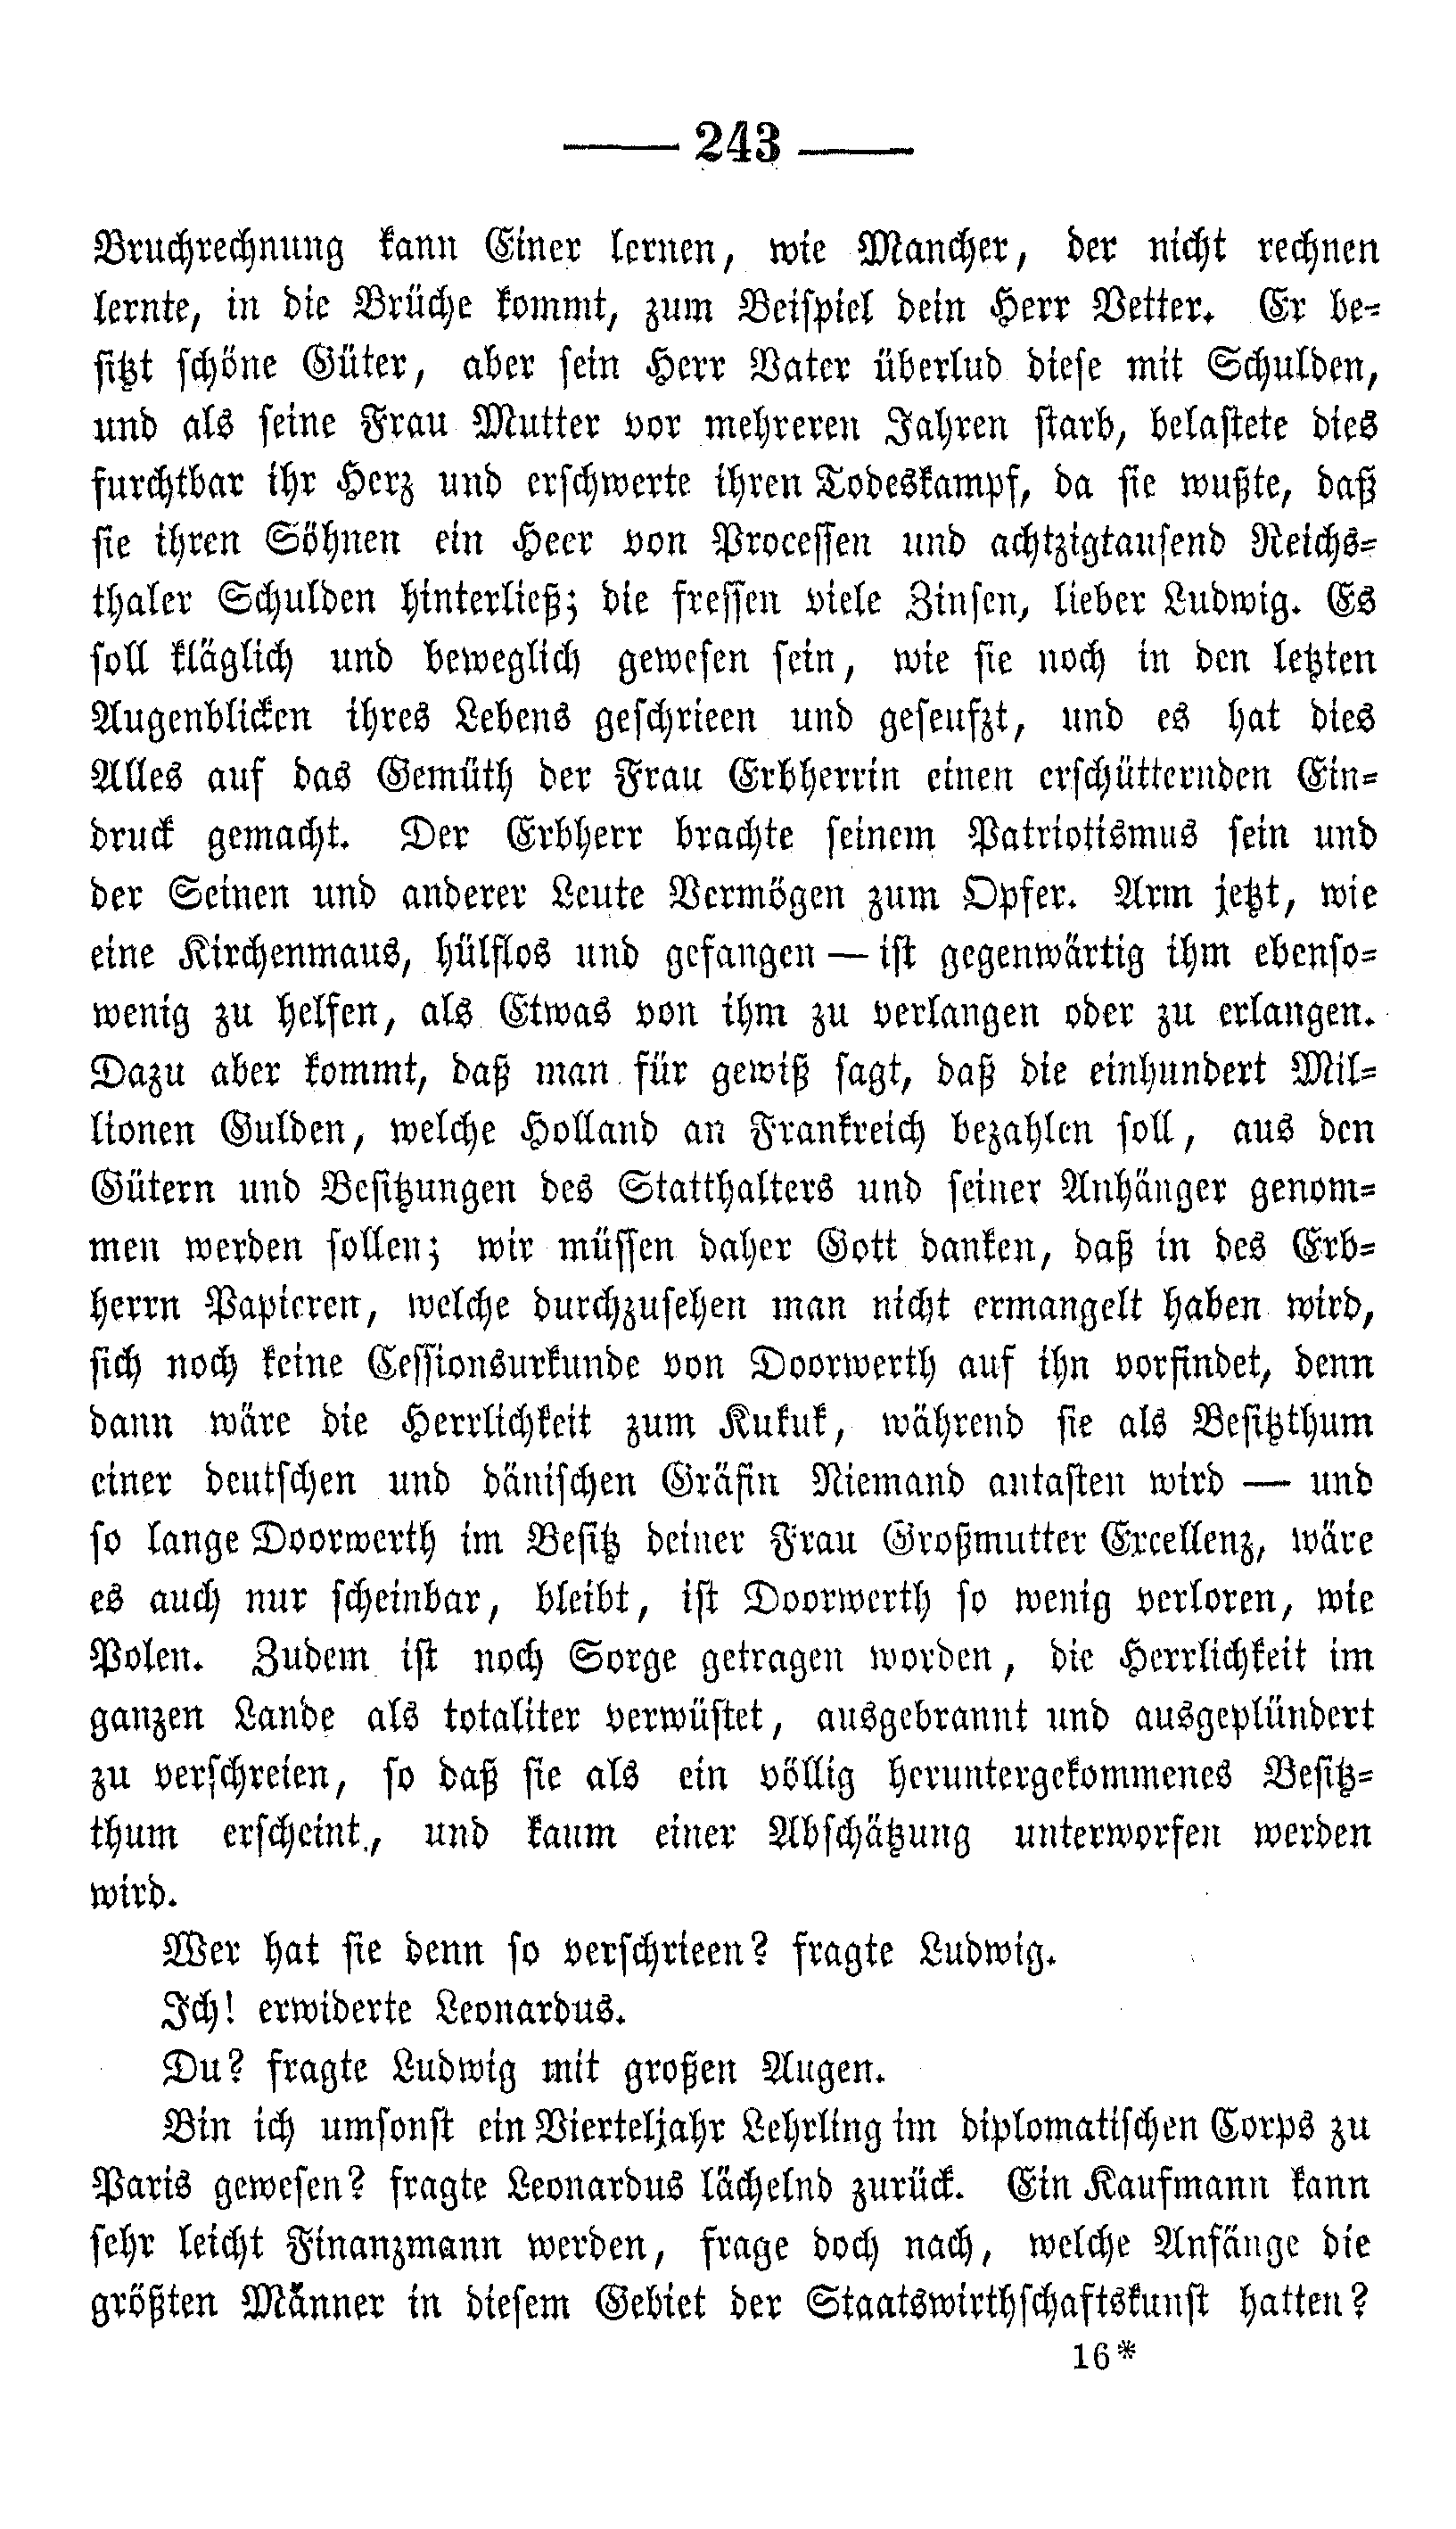 —— 243 ——
Bruchrechnung kann Einer lernen, wie Mancher, der nicht rechnen
lernte, in die Brüche kommt, zum Beispiel dein Herr Vetter. Er be-
sitzt schöne Güter, aber sein Herr Vater überlud diese mit Schulden,
und als seine Frau Mutter vor mehreren Jahren starb, belastete dies
furchtbar ihr Herz und erschwerte ihren Todeskampf, da sie wußte, daß
sie ihren Söhnen ein Heer von Processen und achtzigtausend Reichs-
thaler Schulden hinterließ; die fressen viele Zinsen, lieber Ludwig. Es
soll kläglich und beweglich gewesen sein, wie sie noch in den letzten
Augenblicken ihres Lebens geschrieen und geseufzt, und es hat dies
Alles auf das Gemüth der Frau Erbherrin einen erschütternden Ein-
druck gemacht. Der Erbherr brachte seinem Patriotismus sein und
der Seinen und anderer Leute Vermögen zum Opfer. Arm jetzt, wie
eine Kirchenmaus, hülflos und gefangen — ist gegenwärtig ihm ebenso-
wenig zu helfen, als Etwas von ihm zu verlangen oder zu erlangen.
Dazu aber kommt, daß man für gewiß sagt, daß die einhundert Mil-
lionen Gulden, welche Holland an Frankreich bezahlen soll, aus den
Gütern und Besitzungen des Statthalters und seiner Anhänger genom-
men werden sollen; wir müssen daher Gott danken, daß in des Erb-
herrn Papieren, welche durchzusehen man nicht ermangelt haben wird,
sich noch keine Cessionsurkunde von Doorwerth auf ihn vorfindet, denn
dann wäre die Herrlichkeit zum Kukuk, während sie als Besitzthum
einer deutschen und dänischen Gräfin Niemand antasten wird — und
so lange Doorwerth im Besitz deiner Frau Großmutter Excellenz, wäre
es auch nur scheinbar, bleibt, ist Doorwerth so wenig verloren, wie
Polen. Zudem ist noch Sorge getragen worden, die Herrlichkeit im
ganzen Lande als totaliter verwüstet, ausgebrannt und ausgeplündert
zu verschreien, so daß sie als ein völlig heruntergekommenes Besitz-
thum erscheint, und kaum einer Abschätzung unterworfen werden
wird.
Wer hat sie denn so verschrieen? fragte Ludwig.
Ich! erwiderte Leonardus.
Du? fragte Ludwig mit großen Augen.
Bin ich umsonst ein Vierteljahr Lehrling im diplomatischen Corps zu
Paris gewesen? fragte Leonardus lächelnd zurück. Ein Kaufmann kann
sehr leicht Finanzmann werden, frage doch nach, welche Anfänge die
größten Männer in diesem Gebiet der Staatswirthschaftskunst hatten?
16*